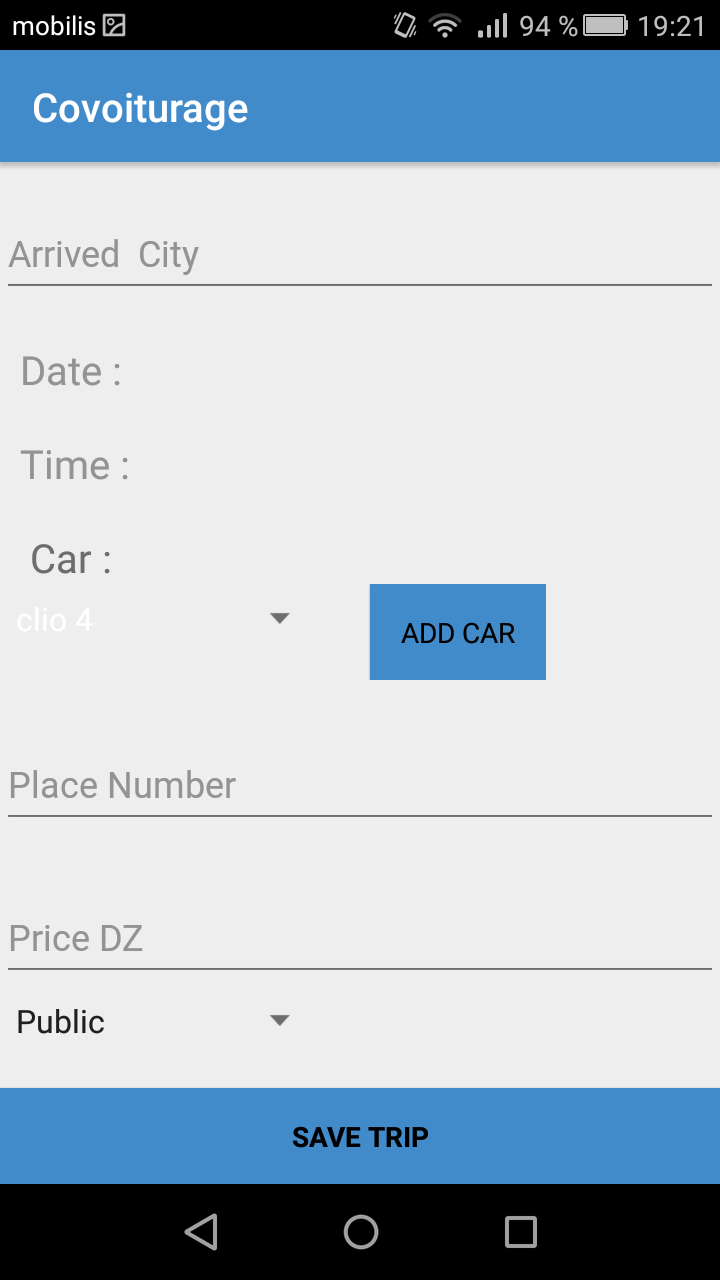 mobilis 94 % 19:21
Covoiturage
Arrived  City
Date :
Time :
Car :
clio 4
ADD CAR
Place Number
Price DZ
Public
SAVE TRIP